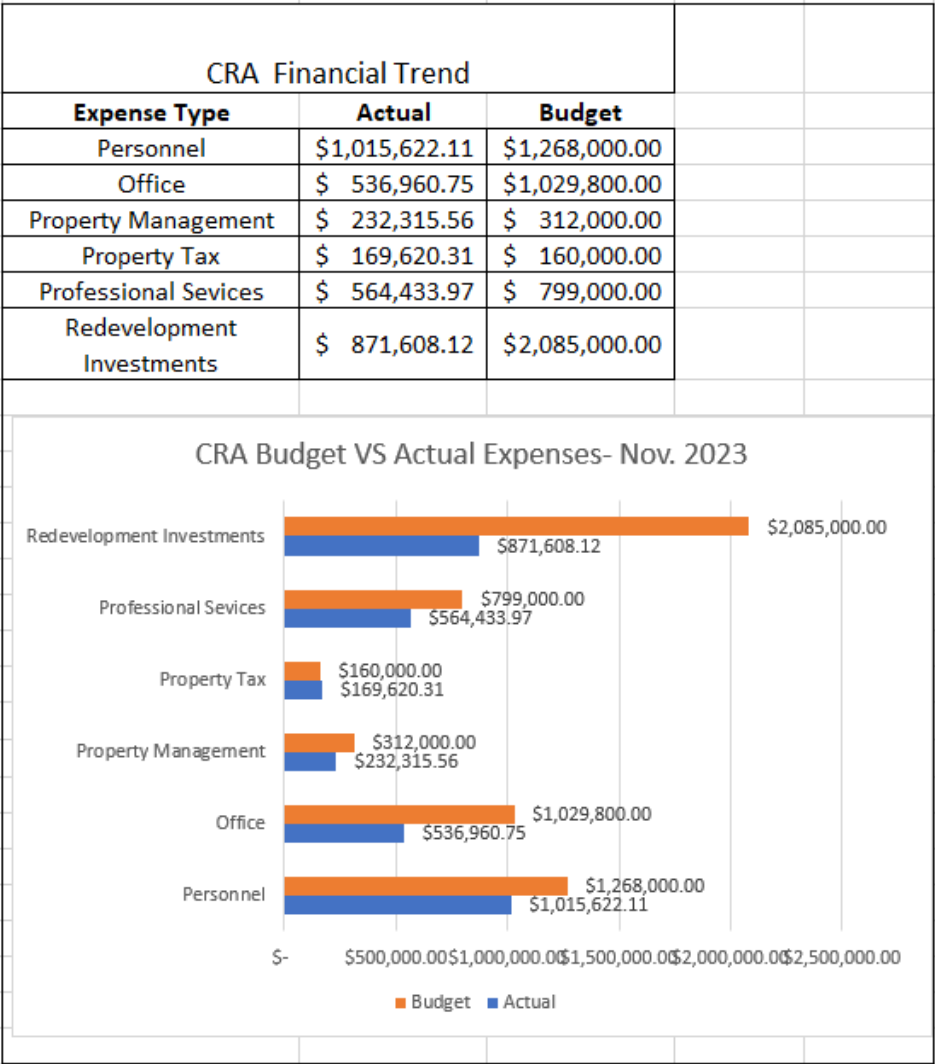 CRA Financial Trend
Expense Type Actual Budget
Personnel $1,015,622.11 $1,268,000.00
Office $ 536,960.75 $1,029,800.00
Property Management $ 232,315.56 $ 312,000.00
Property Tax $ 169,620.31 $ 160,000.00
Professional Sevices $ 564,433.97 $ 799,000.00
Redevelopment
Investments $ 871,608.12 $2,085,000.00
CRA Budget VS Actual Expenses- Nov. 2023
Redevelopment Investments $2,085,000.00
$871,608.12
Professional Sevices $799,000.00
$564,433.97
Property Tax $160,000.00
$169,620.31
Property Management $312,000.00
$232,315.56
Office $1,029,800.00
$536,960.75
Personnel $1,268,000.00
$1,015,622.11
$- $500,000.00 $1,000,000.00 $1,500,000.00 $2,000,000.00 $2,500,000.00
Budget Actual